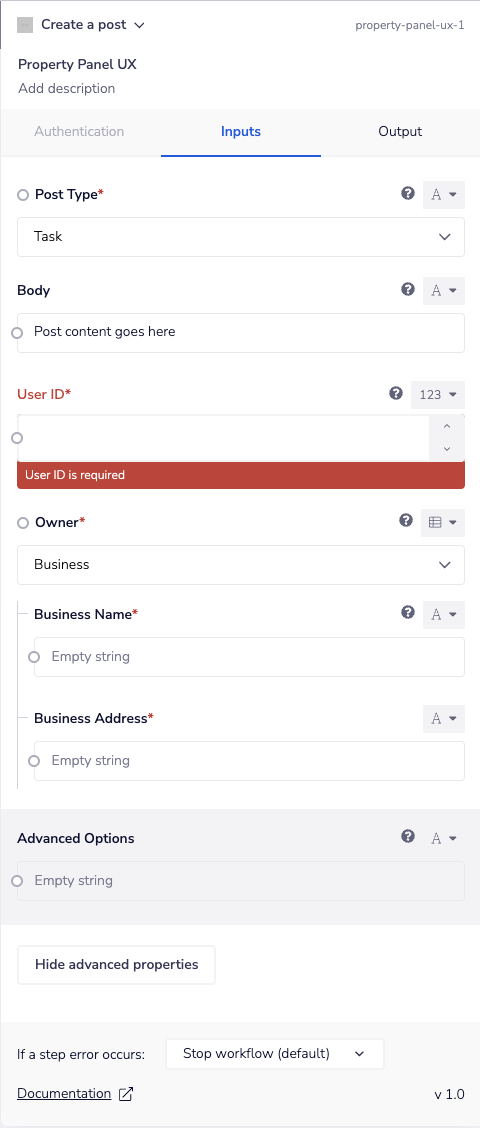 Create a post property-panel-ux-1
Property Panel UX
Add description
Authentication Inputs Output
Post Type* ? A
Task
Body ? A
Post content goes here
User ID* ? 123
User ID is required
Owner* ?
Business
Business Name* ? A
Empty string
Business Address* A
Empty string
Advanced Options ? A
Empty string
Hide advanced properties
If a step error occurs: Stop workflow (default)
Documentation v 1.0